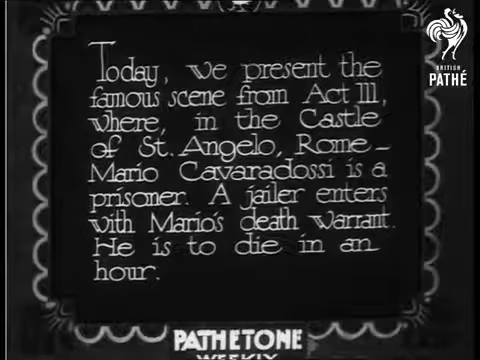 BRITISH
PATHÉ
Today, we present the
famous scene from Act III,
where, in the Castle
of St. Angelo, Rome—
Mario Cavaradossi is a
prisoner. A jailer enters
with Mario's death warrant.
He is to die in an
hour.
PATHETONE
WEEKLY